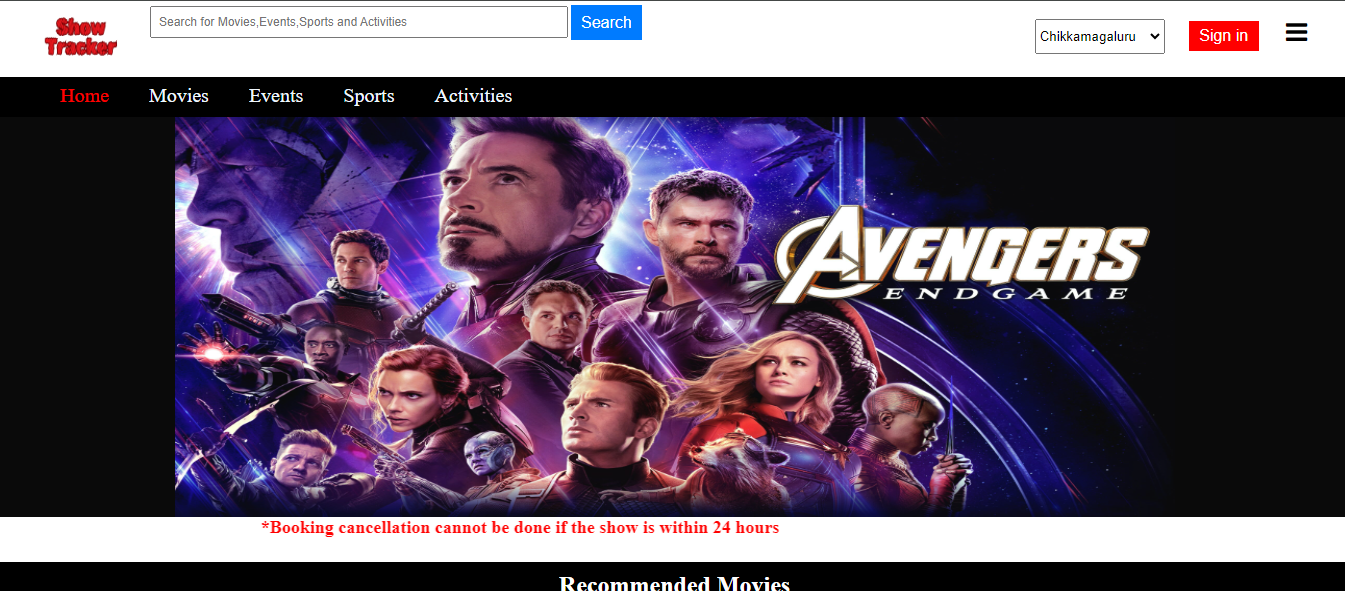 Show
Tracker
Search for Movies,Events,Sports and Activities
Search
Chikkamagaluru
Sign in
Home
Movies
Events
Sports
Activities
AVENGERS
ENDGAME
*Booking cancellation cannot be done if the show is within 24 hours
Recommended Movies